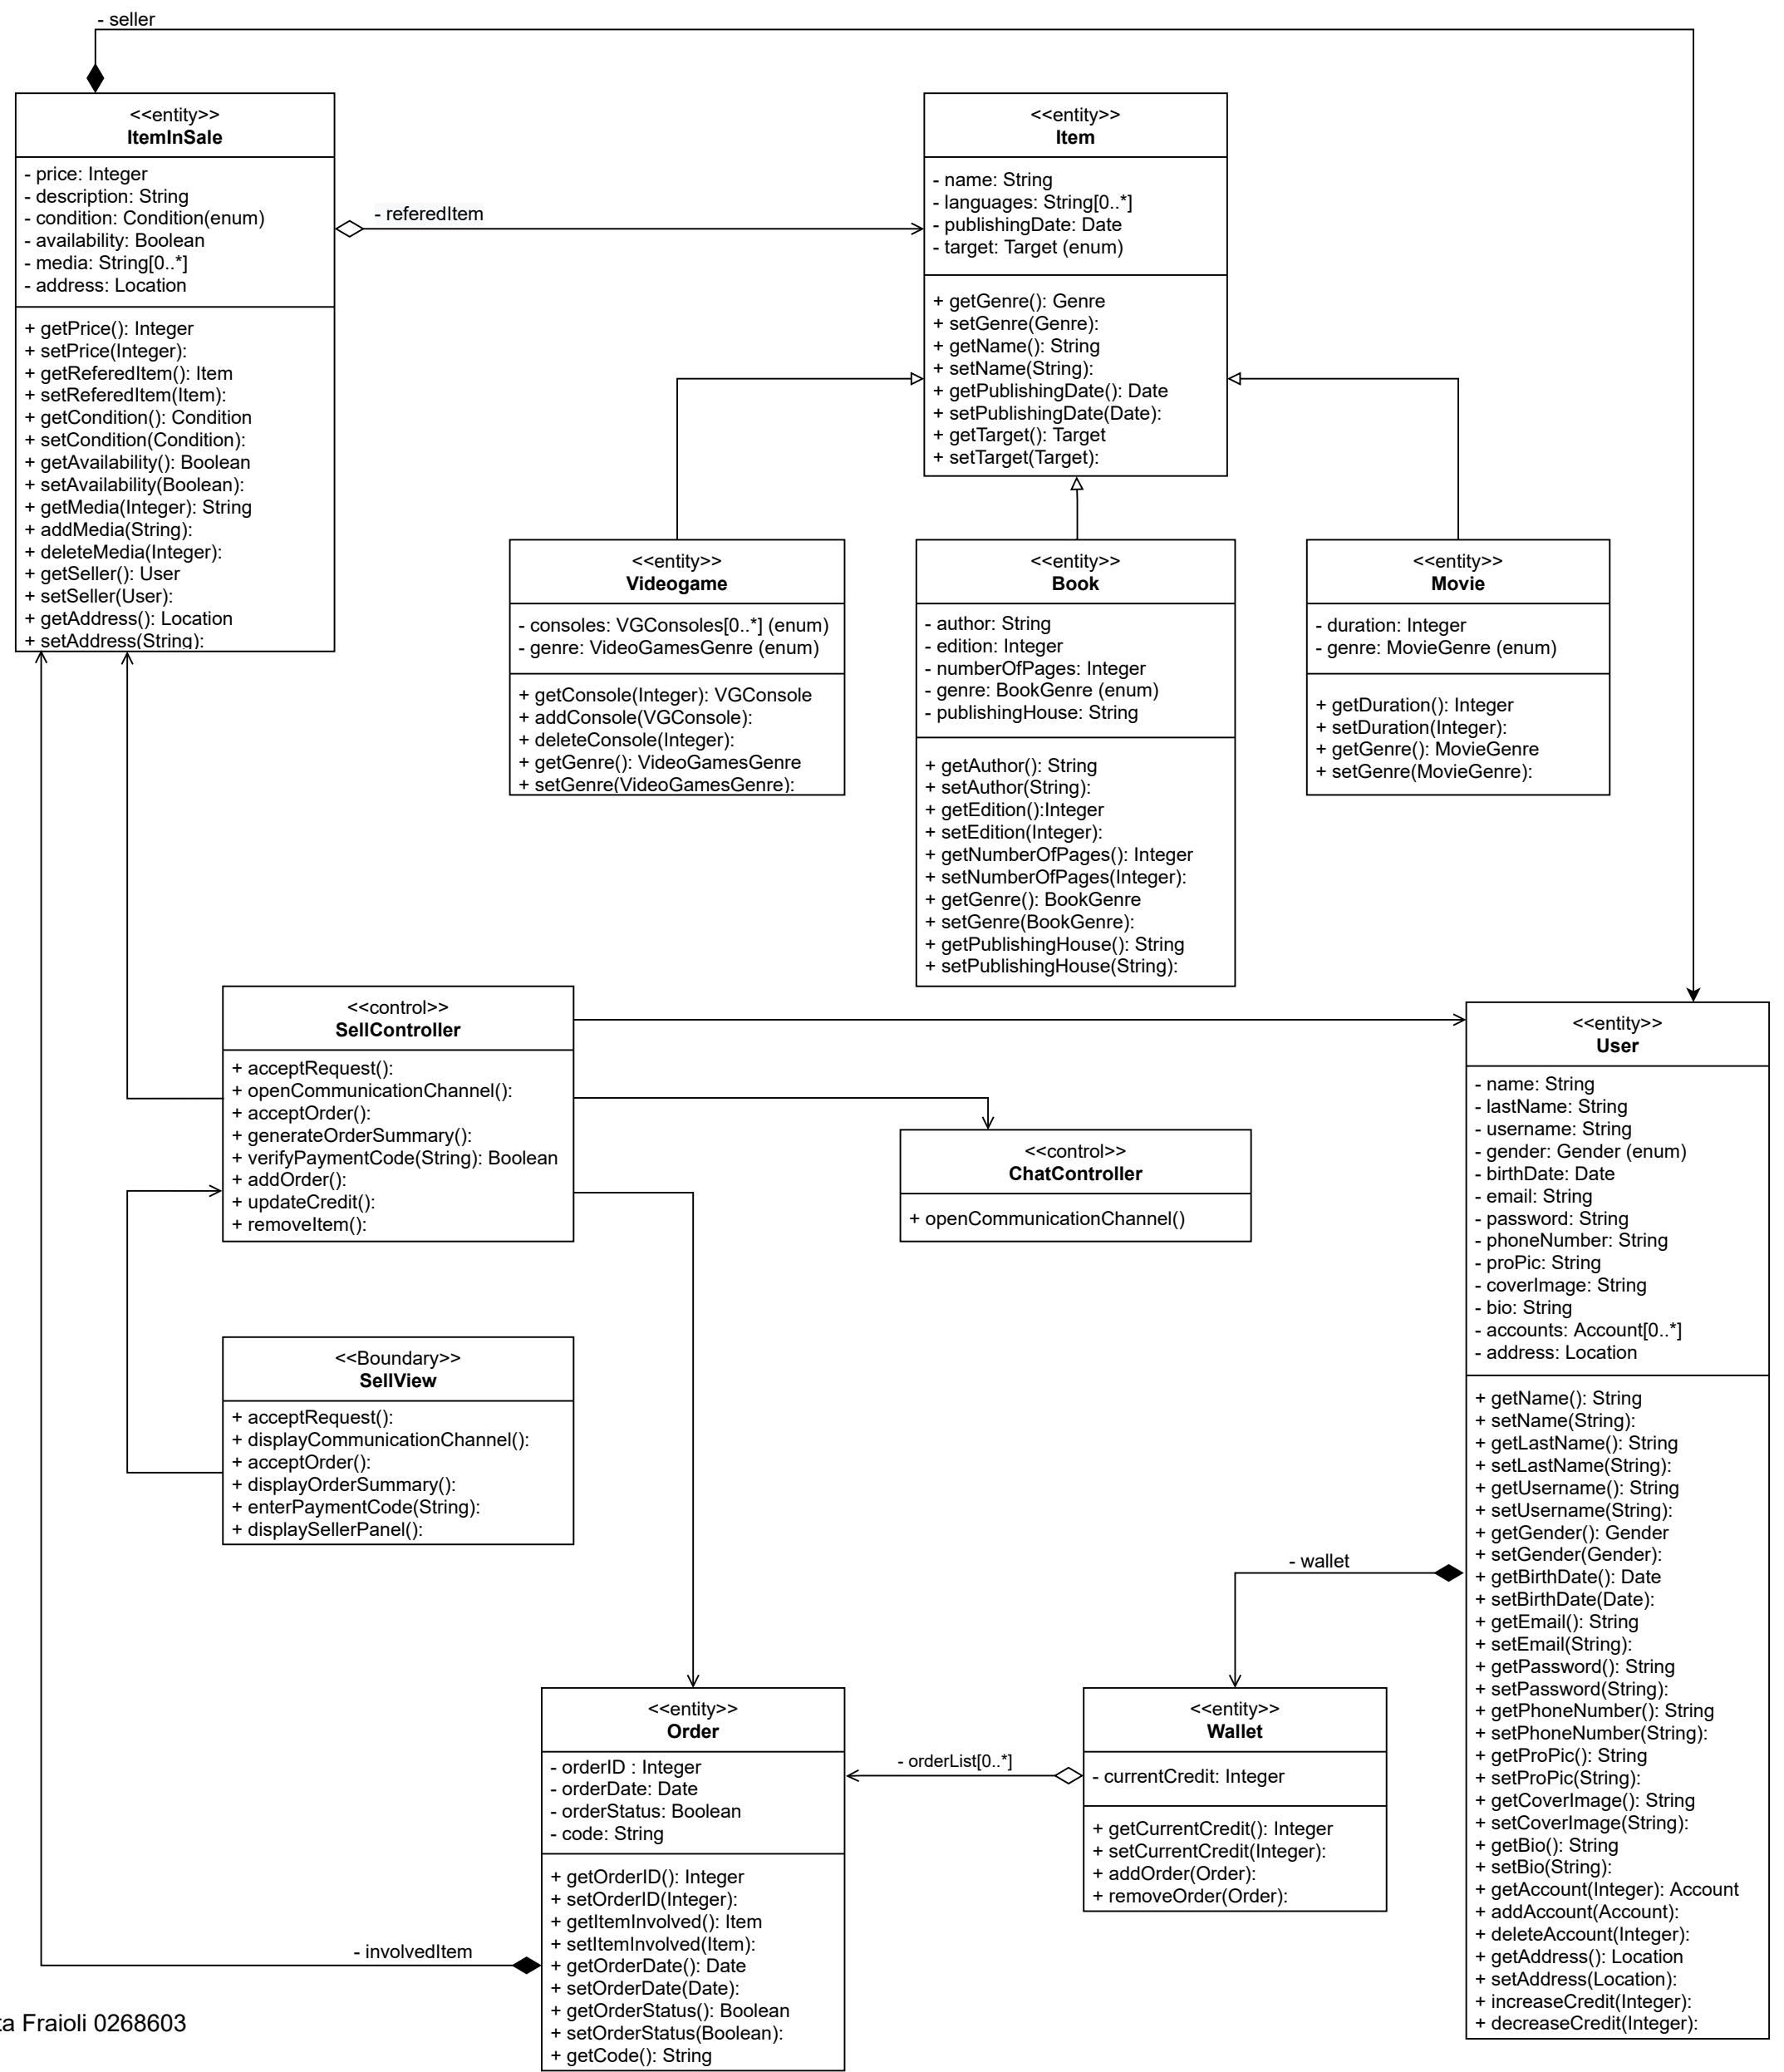 - seller
<<entity>>
ItemInSale
- price: Integer
- description: String
- condition: Condition(enum)
- availability: Boolean
- media: String[0..*]
- address: Location
+ getPrice(): Integer
+ setPrice(Integer):
+ getReferedItem(): Item
+ setReferedItem(Item):
+ getCondition(): Condition
+ setCondition(Condition):
+ getAvailability(): Boolean
+ setAvailability(Boolean):
+ getMedia(Integer): String
+ addMedia(String):
+ deleteMedia(Integer):
+ getSeller(): User
+ setSeller(User):
+ getAddress(): Location
+ setAddress(String):
- referedItem
<<entity>>
Item
- name: String
- languages: String[0..*]
- publishingDate: Date
- target: Target (enum)
+ getGenre(): Genre
+ setGenre(Genre):
+ getName(): String
+ setName(String):
+ getPublishingDate(): Date
+ setPublishingDate(Date):
+ getTarget(): Target
+ setTarget(Target):
<<entity>>
Videogame
- consoles: VGConsoles[0..*] (enum)
- genre: VideoGamesGenre (enum)
+ getConsole(Integer): VGConsole
+ addConsole(VGConsole):
+ deleteConsole(Integer):
+ getGenre(): VideoGamesGenre
+ setGenre(VideoGamesGenre):
<<entity>>
Book
- author: String
- edition: Integer
- numberOfPages: Integer
- genre: BookGenre (enum)
- publishingHouse: String
+ getAuthor(): String
+ setAuthor(String):
+ getEdition():Integer
+ setEdition(Integer):
+ getNumberOfPages(): Integer
+ setNumberOfPages(Integer):
+ getGenre(): BookGenre
+ setGenre(BookGenre):
+ getPublishingHouse(): String
+ setPublishingHouse(String):
<<entity>>
Movie
- duration: Integer
- genre: MovieGenre (enum)
+ getDuration(): Integer
+ setDuration(Integer):
+ getGenre(): MovieGenre
+ setGenre(MovieGenre):
<<control>>
SellController
+ acceptRequest():
+ openCommunicationChannel():
+ acceptOrder():
+ generateOrderSummary():
+ verifyPaymentCode(String): Boolean
+ addOrder():
+ updateCredit():
+ removeItem():
<<control>>
ChatController
+ openCommunicationChannel()
<<Boundary>>
SellView
+ acceptRequest():
+ displayCommunicationChannel():
+ acceptOrder():
+ displayOrderSummary():
+ enterPaymentCode(String):
+ displaySellerPanel():
<<entity>>
User
- name: String
- lastName: String
- username: String
- gender: Gender (enum)
- birthDate: Date
- email: String
- password: String
- phoneNumber: String
- proPic: String
- coverImage: String
- bio: String
- accounts: Account[0..*]
- address: Location
+ getName(): String
+ setName(String):
+ getLastName(): String
+ setLastName(String):
+ getUsername(): String
+ setUsername(String):
+ getGender(): Gender
+ setGender(Gender):
+ getBirthDate(): Date
+ setBirthDate(Date):
+ getEmail(): String
+ setEmail(String):
+ getPassword(): String
+ setPassword(String):
+ getPhoneNumber(): String
+ setPhoneNumber(String):
+ getProPic(): String
+ setProPic(String):
+ getCoverImage(): String
+ setCoverImage(String):
+ getBio(): String
+ setBio(String):
+ getAccount(Integer): Account
+ addAccount(Account):
+ deleteAccount(Integer):
+ getAddress(): Location
+ setAddress(Location):
+ increaseCredit(Integer):
+ decreaseCredit(Integer):
- wallet
<<entity>>
Order
- orderID : Integer
- orderDate: Date
- orderStatus: Boolean
- code: String
+ getOrderID(): Integer
+ setOrderID(Integer):
+ getItemInvolved(): Item
+ setItemInvolved(Item):
+ getOrderDate(): Date
+ setOrderDate(Date):
+ getOrderStatus(): Boolean
+ setOrderStatus(Boolean):
+ getCode(): String
- orderList[0..*]
<<entity>>
Wallet
- currentCredit: Integer
+ getCurrentCredit(): Integer
+ setCurrentCredit(Integer):
+ addOrder(Order):
+ removeOrder(Order):
- involvedItem
ta Fraioli 0268603